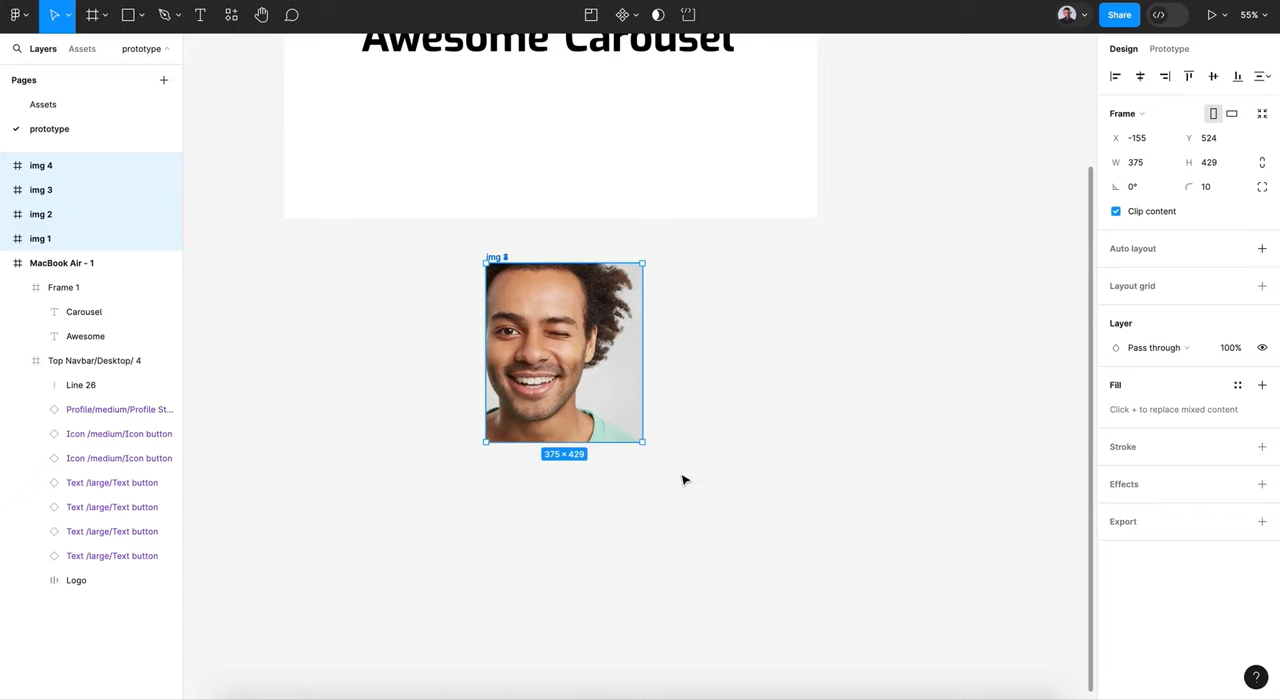 Share
55%
Layers
Assets
prototype
Pages
Assets
prototype
img 4
img 3
img 2
img 1
MacBook Air - 1
Frame 1
Carousel
Awesome
Top Navbar/Desktop/ 4
Line 26
Profile/medium/Profile St...
Icon /medium/Icon button
Icon /medium/Icon button
Text /large/Text button
Text /large/Text button
Text /large/Text button
Text /large/Text button
Logo
Awesome Carousel
img
375 × 429
Design
Prototype
Frame
X -155
Y 524
W 375
H 429
0°
10
Clip content
Auto layout
Layout grid
Layer
Pass through
100%
Fill
Click + to replace mixed content
Stroke
Effects
Export
?